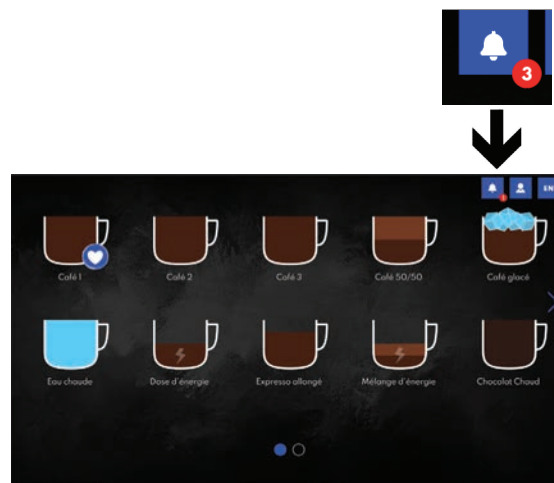 3
EN
Café 1 Café 2 Café 3 Café 50/50 Café glacé
Eau chaude Dose d'énergie Expresso allongé Mélange d'énergie Chocolat Chaud